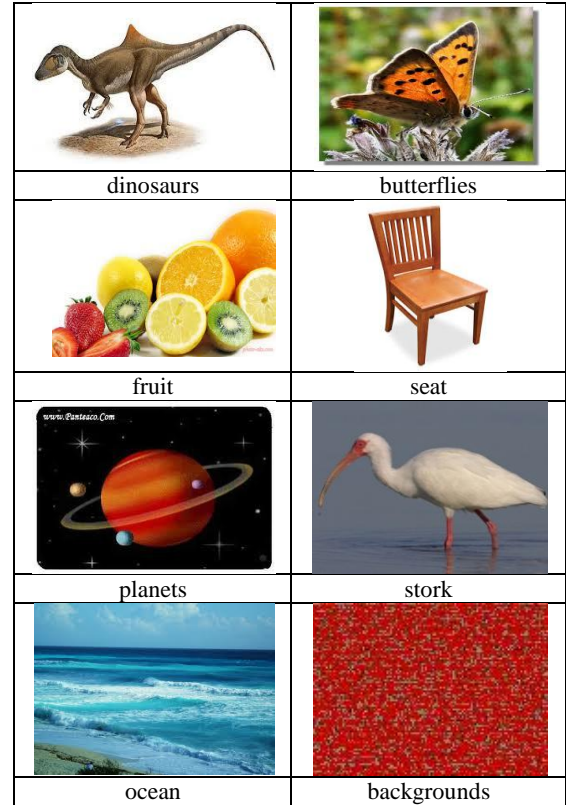 dinosaurs
butterflies
fruit
seat
www.Panteaco.Com
planets
stork
ocean
backgrounds